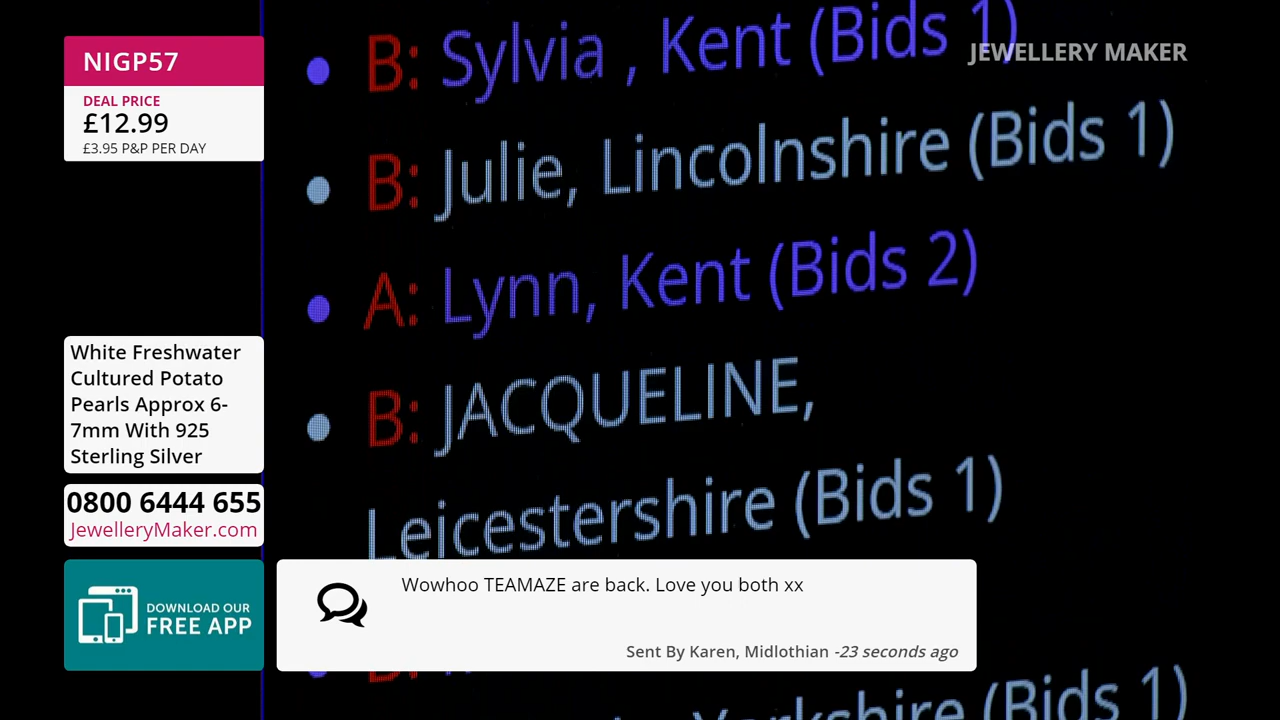 NIGP57
DEAL PRICE
£12.99
£3.95 P&P PER DAY
JEWELLERY MAKER
B: Sylvia , Kent (Bids 1)
B: Julie, Lincolnshire (Bids 1)
A: Lynn, Kent (Bids 2)
B: JACQUELINE,
Leicestershire (Bids 1)
Yorkshire (Bids 1)
White Freshwater
Cultured Potato
Pearls Approx 6-
7mm With 925
Sterling Silver
0800 6444 655
JewelleryMaker.com
DOWNLOAD OUR
FREE APP
Wowhoo TEAMAZE are back. Love you both xx
Sent By Karen, Midlothian -23 seconds ago